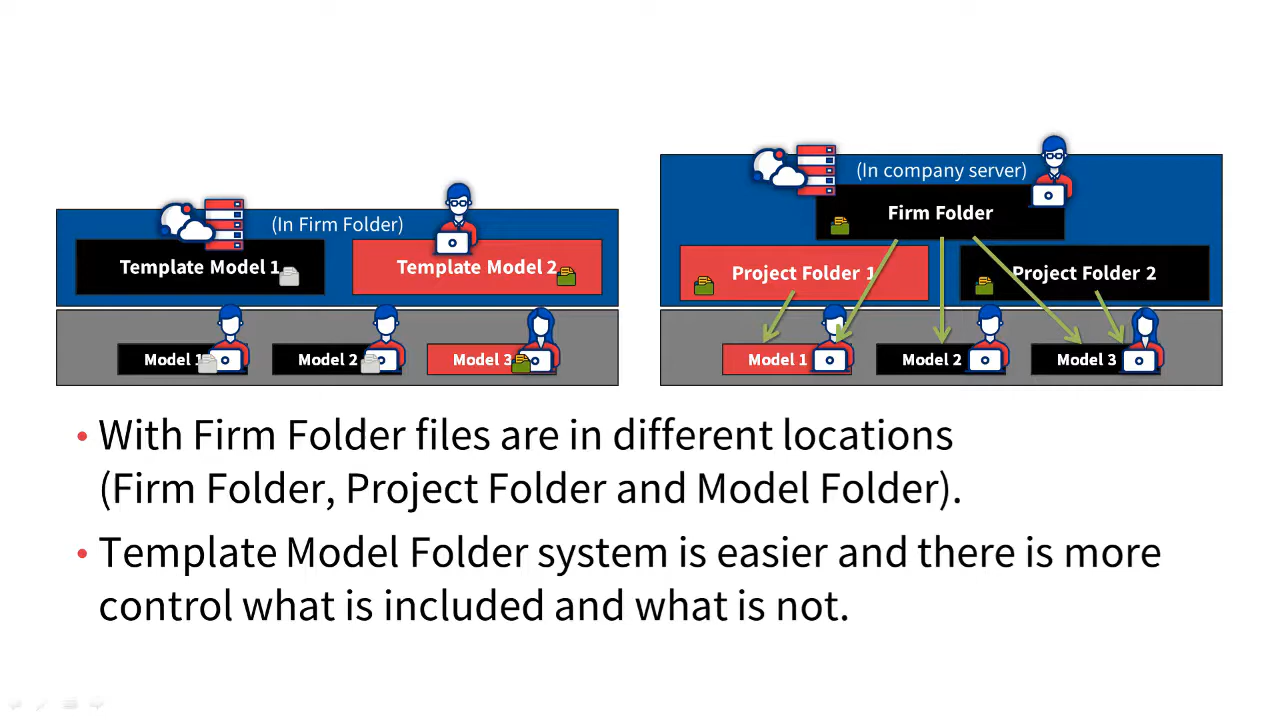 (In Firm Folder)
Template Model 1
Template Model 2
Model 1
Model 2
Model 3
(In company server)
Firm Folder
Project Folder 1
Project Folder 2
Model 1
Model 2
Model 3
• With Firm Folder files are in different locations
(Firm Folder, Project Folder and Model Folder).
• Template Model Folder system is easier and there is more
control what is included and what is not.